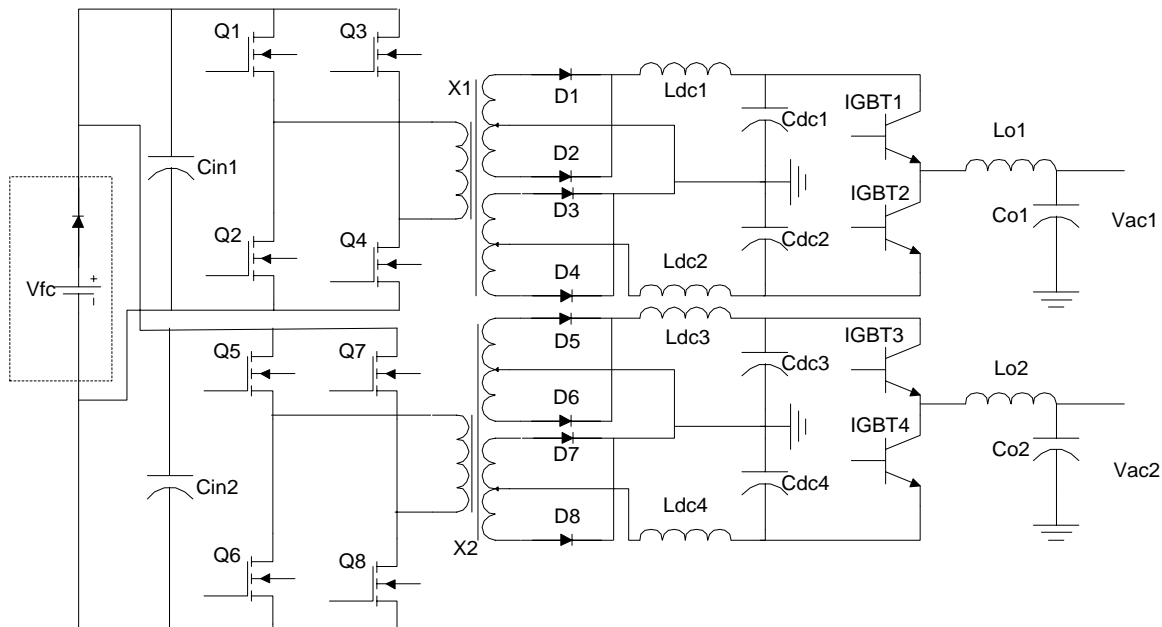 Q1
Q3
X1
D1
Ldc1
IGBT1
Cdc1
Lo1
Cin1
D2
D3
IGBT2
Co1
Vac1
Q2
Q4
Cdc2
Ldc2
D4
Vfc
+
-
D5
Ldc3
IGBT3
Q5
Q7
Cdc3
Lo2
D6
IGBT4
D7
Co2
Cin2
Cdc4
Vac2
Ldc4
D8
X2
Q6
Q8